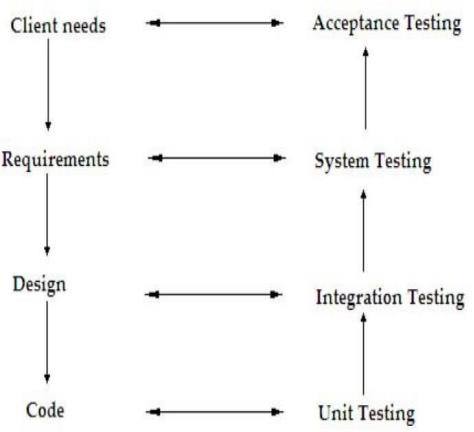 Client needs
Acceptance Testing
Requirements
System Testing
Design
Integration Testing
Code
Unit Testing